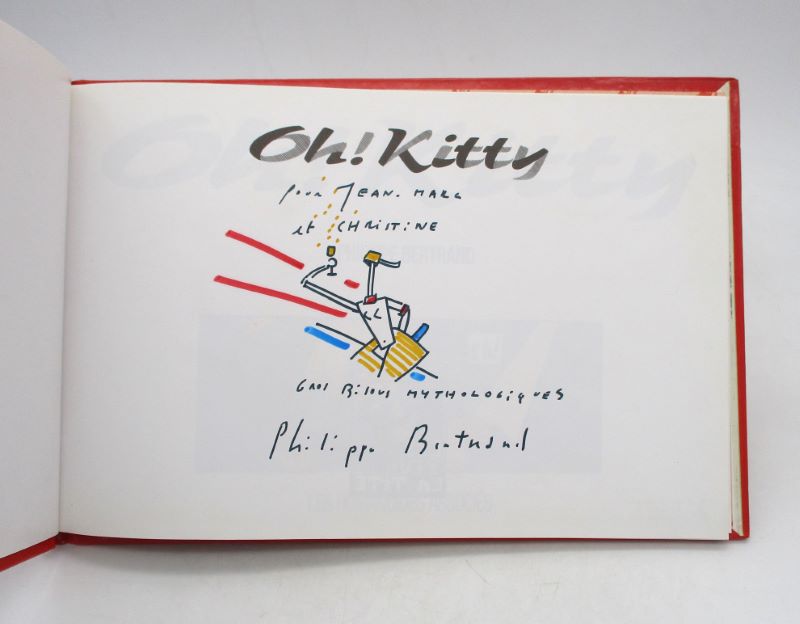 Oh! Kitty
pour JEAN-MARC
et CHRISTINE
GROS BISOUS MYTHOLOGIQUES
Philippe Bertrand